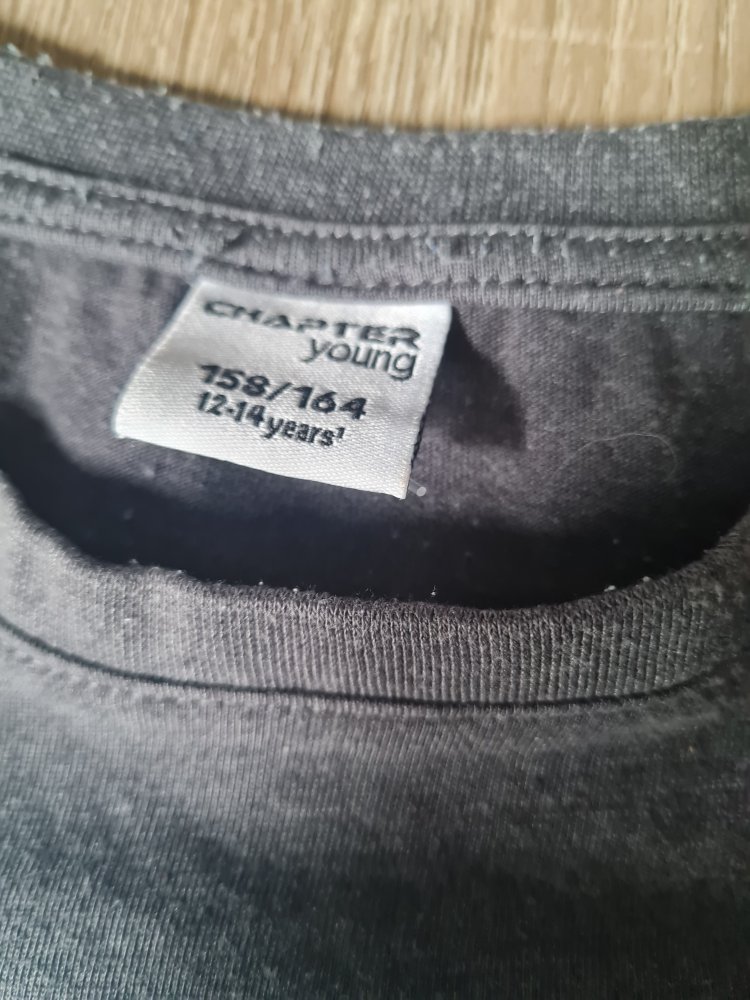 CHAPTER
young
158/164
12-14 years¹